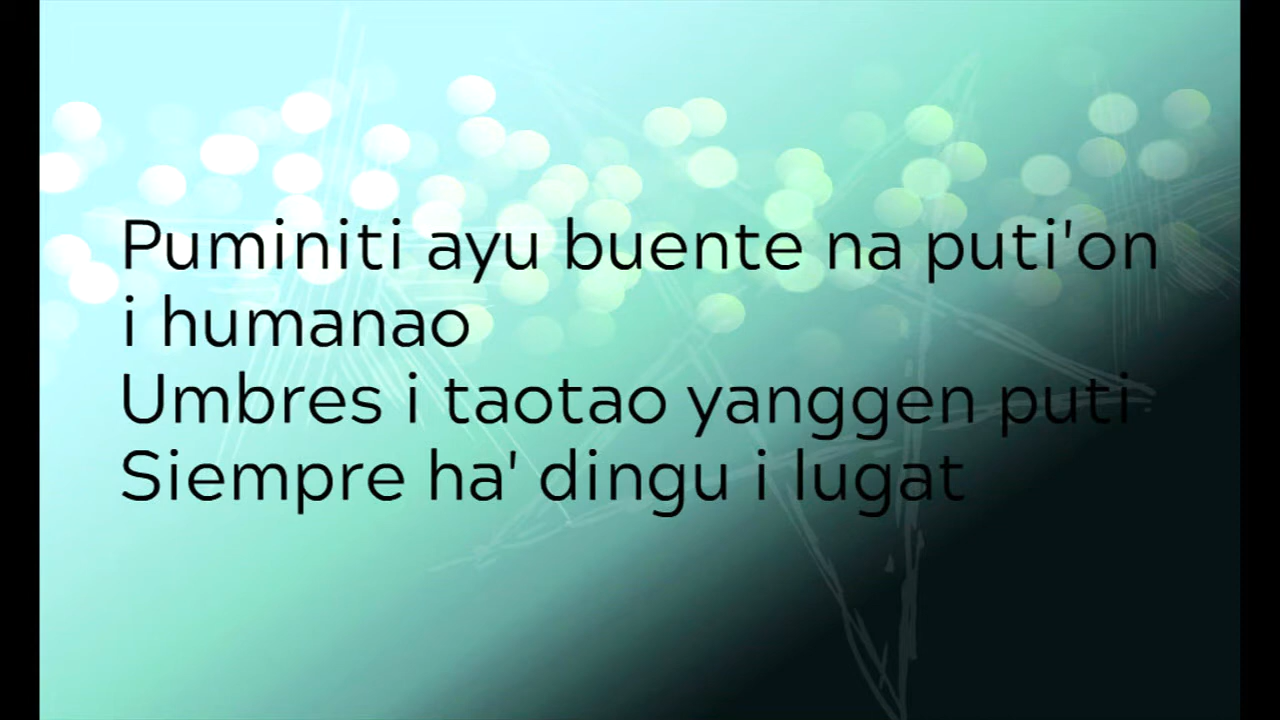 Puminiti ayu buente na puti'on
i humanao
Umbres i taotao yanggen puti
Siempre ha' dingu i lugat